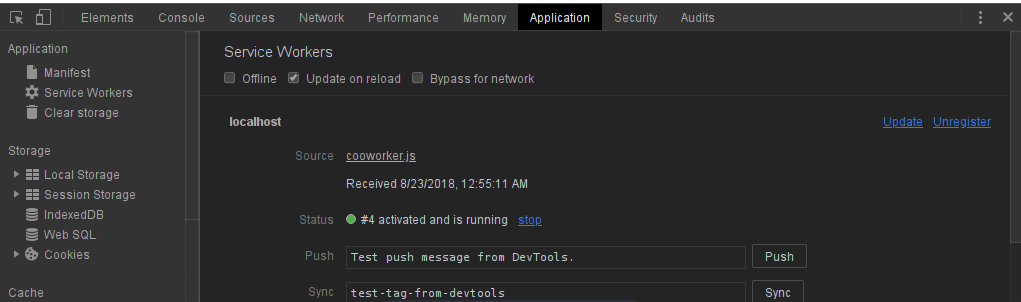 Elements Console Sources Network Performance Memory Application Security Audits
Application
Manifest
Service Workers
Clear storage
Storage
Local Storage
Session Storage
IndexedDB
Web SQL
Cookies
Cache
Service Workers
Offline Update on reload Bypass for network
localhost Update Unregister
Source cooworker.js
Received 8/23/2018, 12:55:11 AM
Status #4 activated and is running stop
Push Test push message from DevTools. Push
Sync test-tag-from-devtools Sync